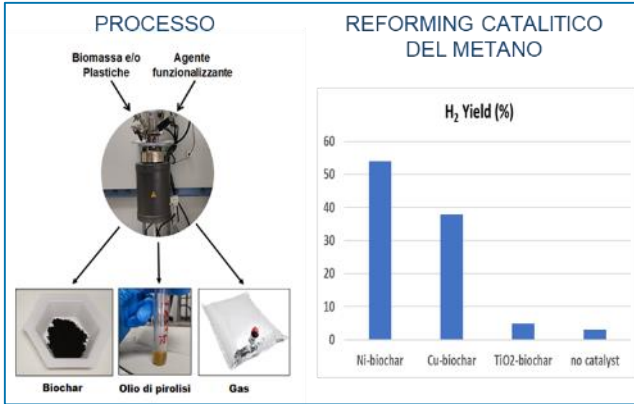 PROCESSO
Biomassa e/o
Plastiche
Agente
funzionalizzante
Biochar
Olio di pirolisi
Gas
REFORMING CATALITICO
DEL METANO
H₂ Yield (%)
60
50
40
30
20
10
0
Ni-biochar
Cu-biochar
TiO2-biochar
no catalyst